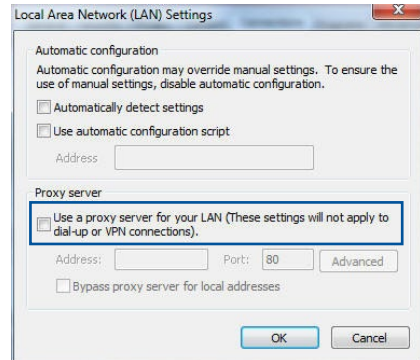 Local Area Network (LAN) Settings
X
Automatic configuration
Automatic configuration may override manual settings. To ensure the
use of manual settings, disable automatic configuration.
Automatically detect settings
Use automatic configuration script
Address
Proxy server
Use a proxy server for your LAN (These settings will not apply to
dial-up or VPN connections).
Address: Port: 80 Advanced
Bypass proxy server for local addresses
OK Cancel